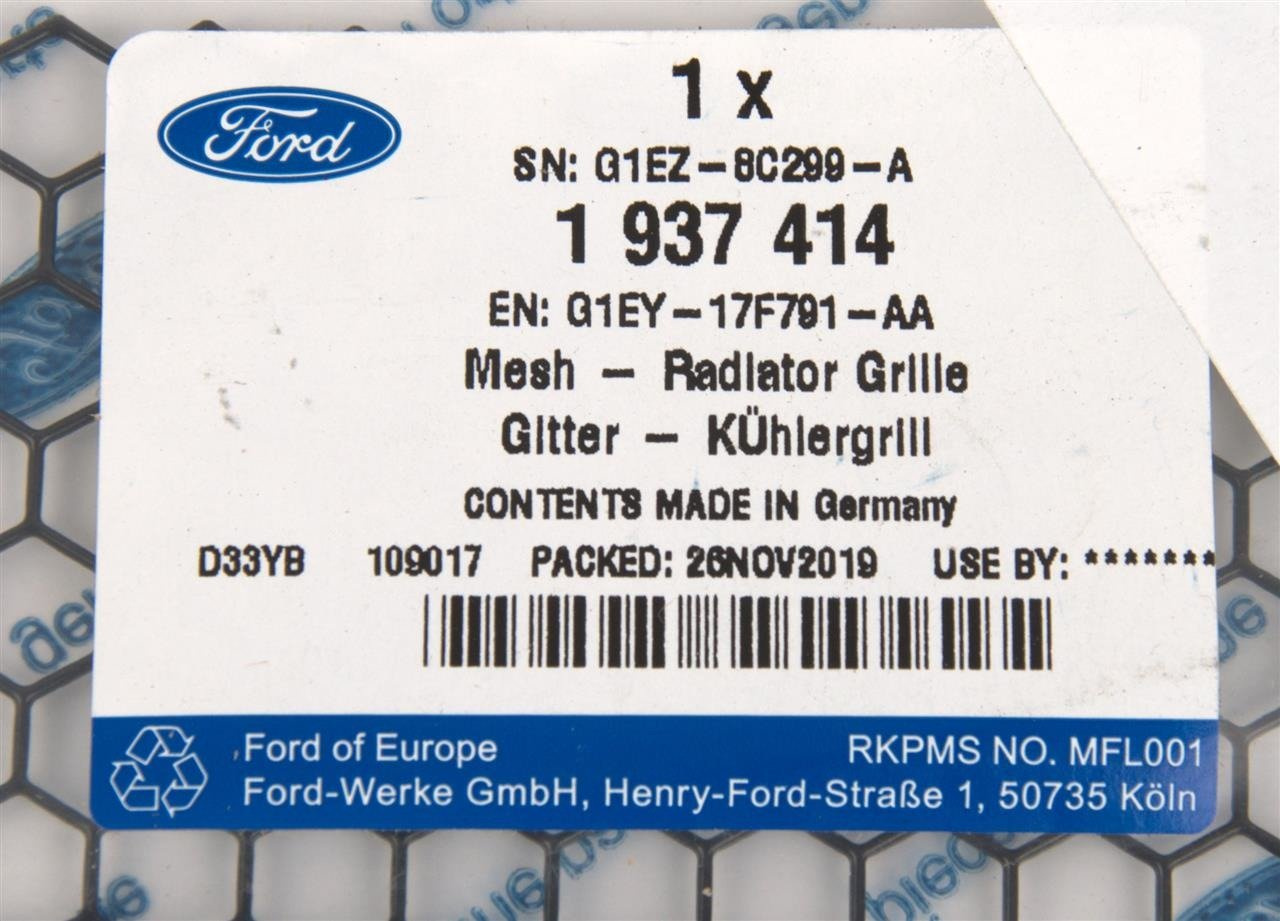 Ford
1 x
SN: G1EZ-8C299-A
1 937 414
EN: G1EY-17F791-AA
Mesh - Radiator Grille
Gitter - KÜhlergrill
CONTENTS MADE IN Germany
D33YB 109017 PACKED: 26NOV2019 USE BY: *******
Ford of Europe RKPMS NO. MFL001
Ford-Werke GmbH, Henry-Ford-Straße 1, 50735 Köln